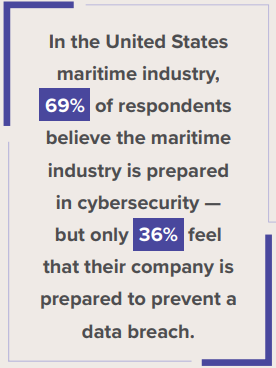 In the United States
maritime industry,
69% of respondents
believe the maritime
industry is prepared
in cybersecurity —
but only 36% feel
that their company is
prepared to prevent a
data breach.